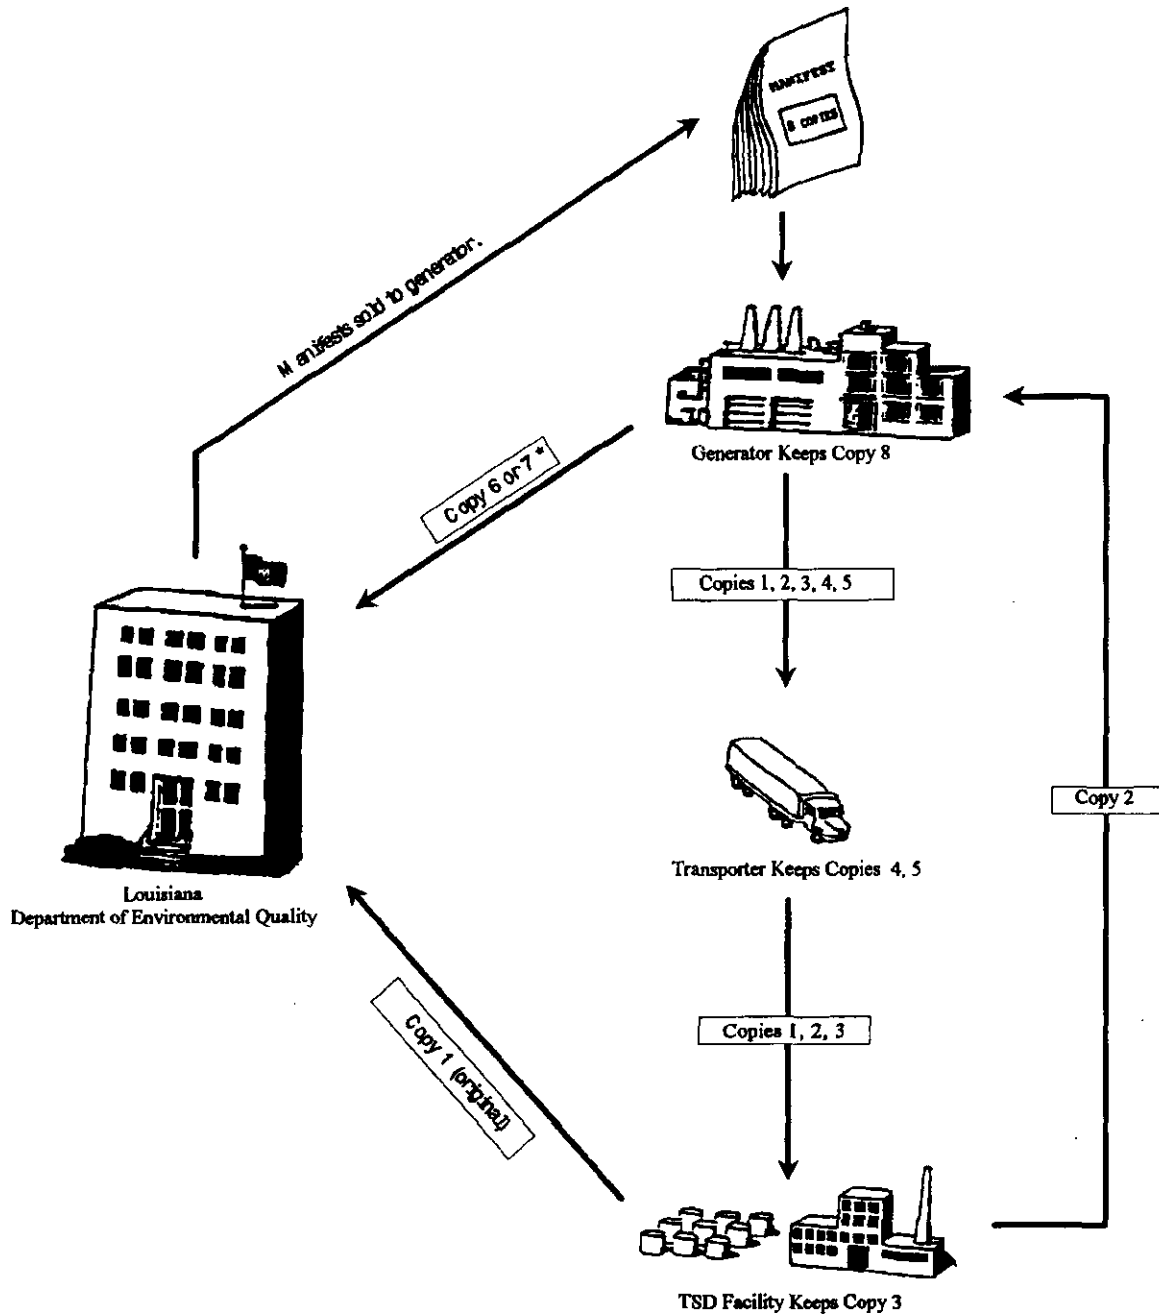 MANIFEST
8 COPIES
Manifests sold to generator.
Generator Keeps Copy 8
Copy 6 or 7 *
Copies 1, 2, 3, 4, 5
Copy 2
Transporter Keeps Copies 4, 5
Louisiana
Department of Environmental Quality
Copies 1, 2, 3
Copy 1 (original)
TSD Facility Keeps Copy 3